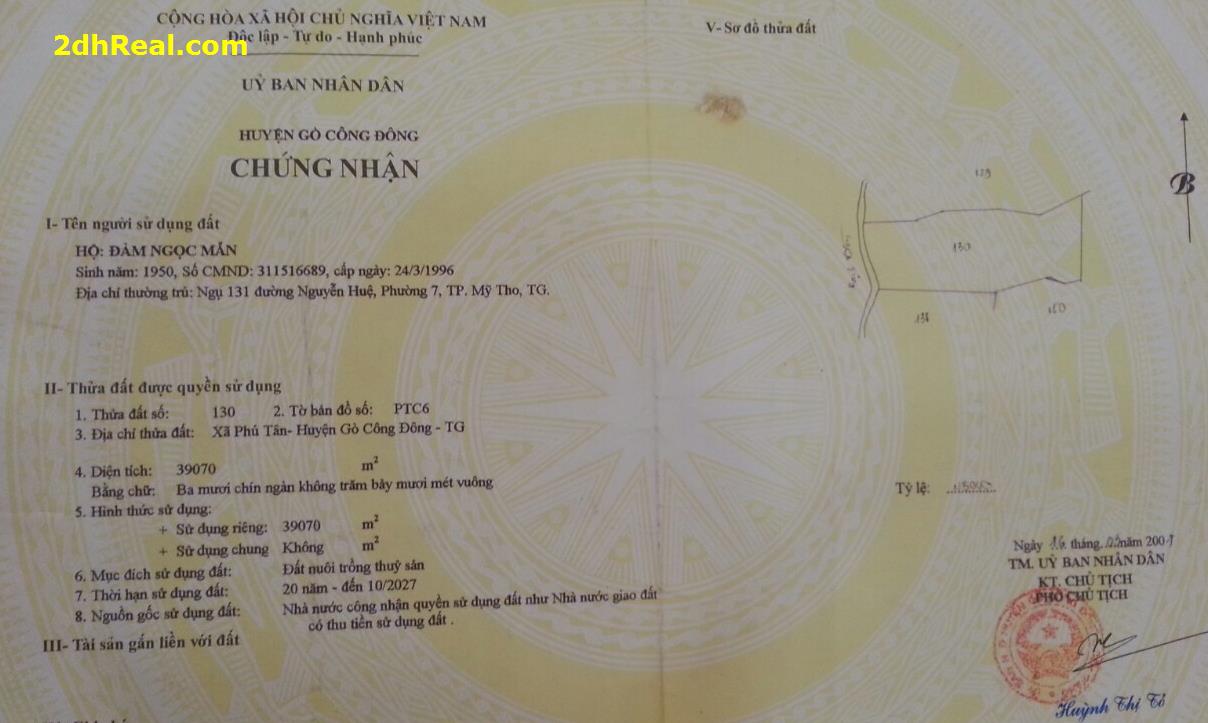 CỘNG HÒA XÃ HỘI CHỦ NGHĨA VIỆT NAM
2dhReal.com
Độc lập - Tự do - Hạnh phúc
UỶ BAN NHÂN DÂN
HUYỆN GÒ CÔNG ĐÔNG
CHỨNG NHẬN
I- Tên người sử dụng đất
HỘ: ĐÀM NGỌC MẪN
Sinh năm: 1950, Số CMND: 311516689, cấp ngày: 24/3/1996
Địa chỉ thường trú: Ngụ 131 đường Nguyễn Huệ, Phường 7, TP. Mỹ Tho, TG.
II- Thửa đất được quyền sử dụng
1. Thửa đất số: 130 2. Tờ bản đồ số: PTC6
3. Địa chỉ thửa đất: Xã Phú Tân- Huyện Gò Công Đông - TG
4. Diện tích: 39070 m²
Bằng chữ: Ba mươi chín ngàn không trăm bảy mươi mét vuông
5. Hình thức sử dụng:
+ Sử dụng riêng: 39070 m²
+ Sử dụng chung Không m²
6. Mục đích sử dụng đất: Đất nuôi trồng thuỷ sản
7. Thời hạn sử dụng đất: 20 năm - đến 10/2027
8. Nguồn gốc sử dụng đất: Nhà nước công nhận quyền sử dụng đất như Nhà nước giao đất
có thu tiền sử dụng đất .
III- Tài sản gắn liền với đất
V- Sơ đồ thửa đất
B
129
130
160
Tỷ lệ:
Ngày 26 tháng năm 200
TM. UỶ BAN NHÂN DÂN
KT. CHỦ TỊCH
PHÓ CHỦ TỊCH
Huỳnh Thị Tỏ